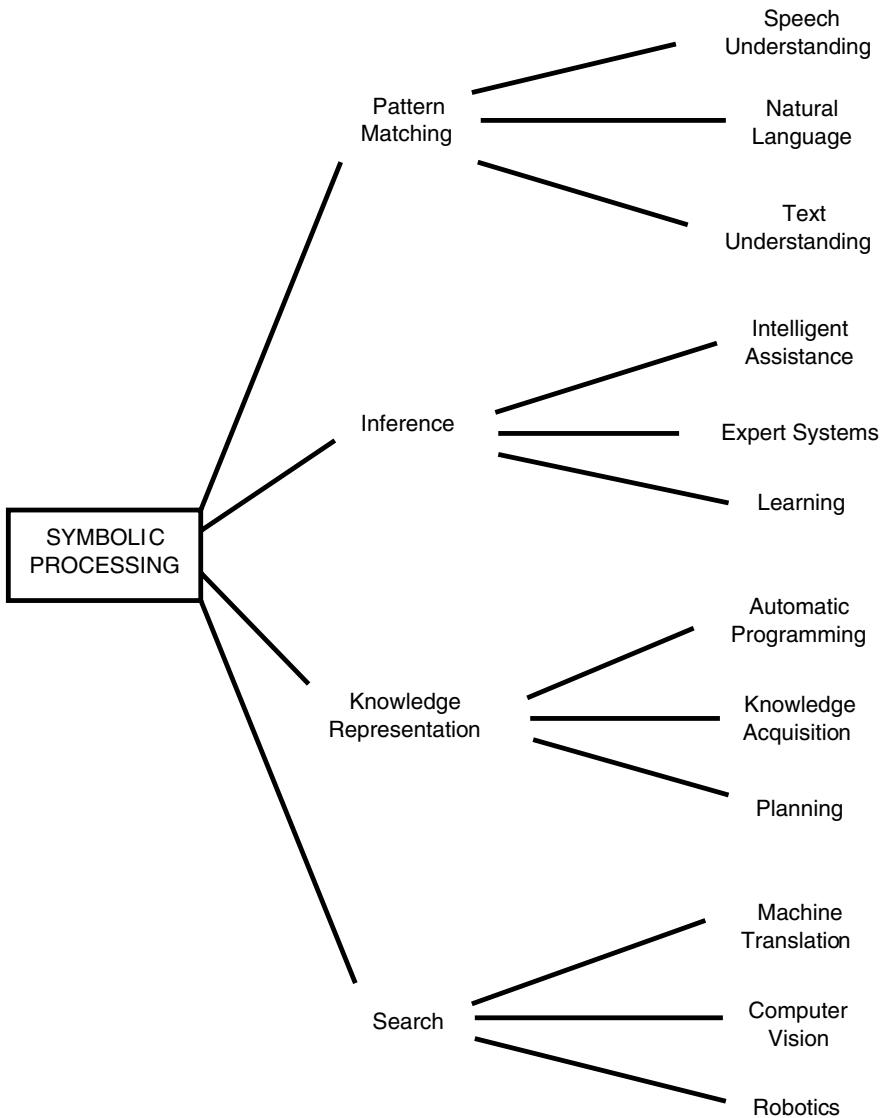 Speech
Understanding
Pattern
Matching
Natural
Language
Text
Understanding
Intelligent
Assistance
Inference
Expert Systems
Learning
SYMBOLIC
PROCESSING
Automatic
Programming
Knowledge
Representation
Knowledge
Acquisition
Planning
Machine
Translation
Search
Computer
Vision
Robotics